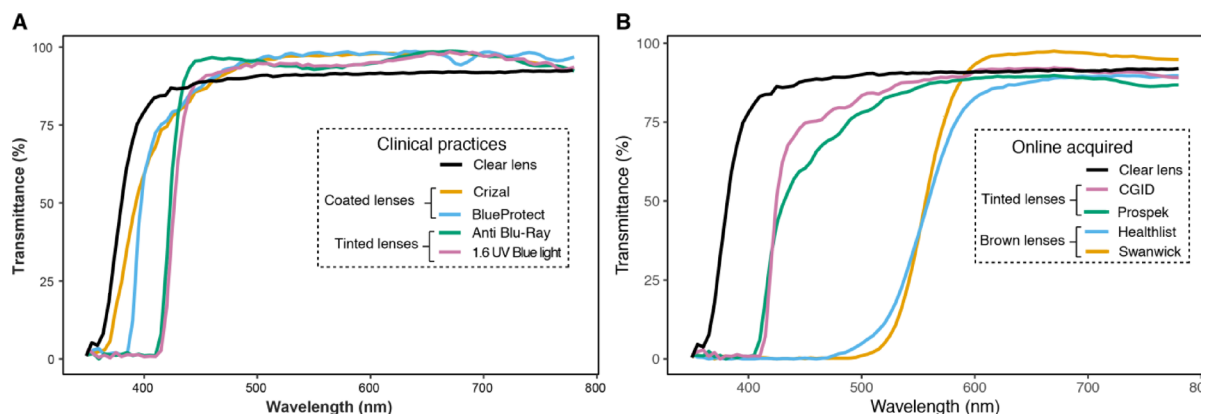 A
100
75
50
25
0
Transmittance (%)
400
500
600
700
800
Wavelength (nm)
Clinical practices
Clear lens
Coated lenses
Crizal
BlueProtect
Tinted lenses
Anti Blu-Ray
1.6 UV Blue light
B
100
75
50
25
0
Transmittance (%)
400
500
600
700
80
Wavelength (nm)
Online acquired
Clear lens
Tinted lenses
CGID
Prospek
Brown lenses
Healthlist
Swanwick